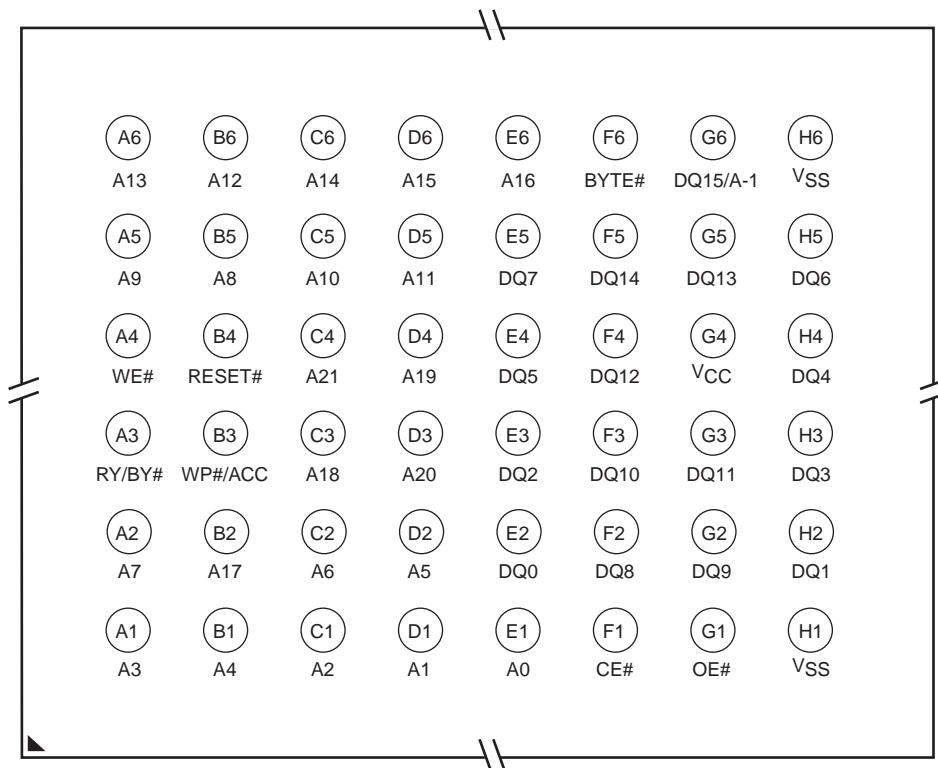 A6 B6 C6 D6 E6 F6 G6 H6
A13 A12 A14 A15 A16 BYTE# DQ15/A-1 VSS
A5 B5 C5 D5 E5 F5 G5 H5
A9 A8 A10 A11 DQ7 DQ14 DQ13 DQ6
A4 B4 C4 D4 E4 F4 G4 H4
WE# RESET# A21 A19 DQ5 DQ12 VCC DQ4
A3 B3 C3 D3 E3 F3 G3 H3
RY/BY# WP#/ACC A18 A20 DQ2 DQ10 DQ11 DQ3
A2 B2 C2 D2 E2 F2 G2 H2
A7 A17 A6 A5 DQ0 DQ8 DQ9 DQ1
A1 B1 C1 D1 E1 F1 G1 H1
A3 A4 A2 A1 A0 CE# OE# VSS